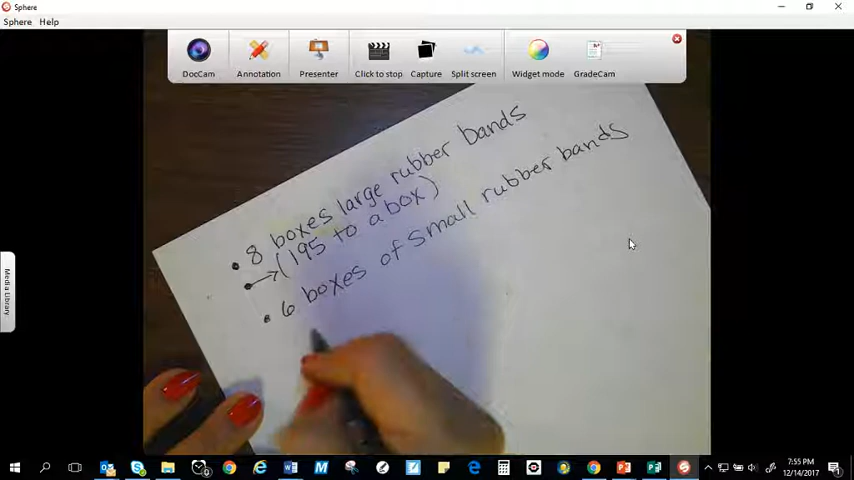 Sphere
Sphere Help
DocCam
Annotation
Presenter
Click to stop
Capture
Split screen
Widget mode
GradeCam
• 8 boxes large rubber bands
• → (195 to a box)
• 6 boxes of small rubber bands
Media Library
7:55 PM
12/14/2017